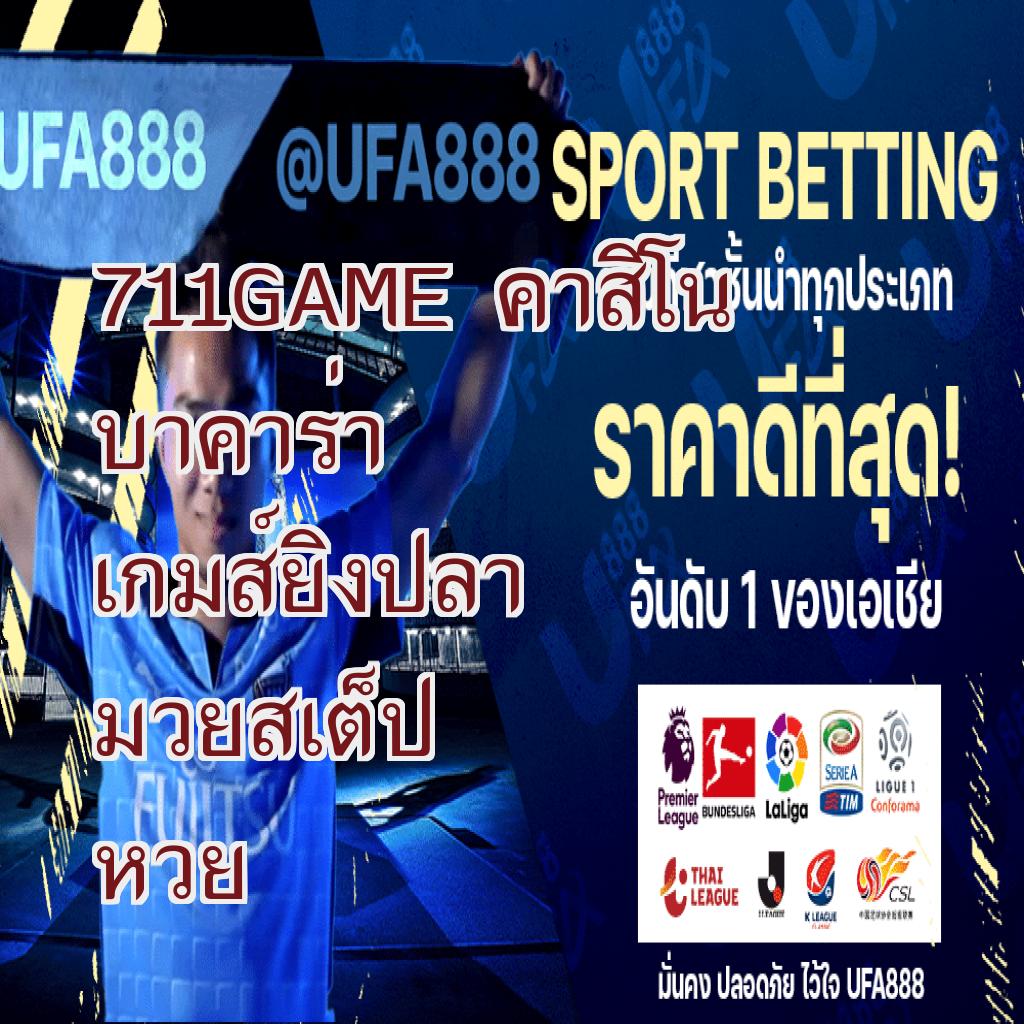 UFA888
@UFA888
SPORT BETTING
ชั้นนำทุกประเภท
711GAME คาสิโน
บาคาร่า
เกมส์ยิงปลา
มวยสเต็ป
หวย
ราคาดีที่สุด!
อันดับ 1 ของเอเชีย
FUJITSU
Premier League
BUNDESLIGA
LaLiga
SERIE A
TIM
LIGUE 1
Conforama
THAI LEAGUE
J.LEAGUE
K LEAGUE
CSL
มั่นคง ปลอดภัย ไว้ใจ UFA888